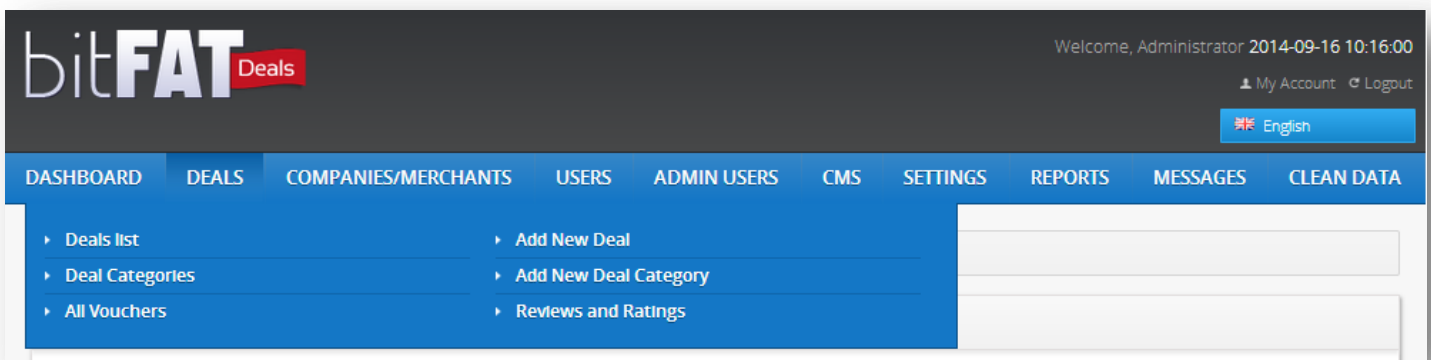 bitFAT Deals
Welcome, Administrator 2014-09-16 10:16:00
My Account Logout
English
DASHBOARD DEALS COMPANIES/MERCHANTS USERS ADMIN USERS CMS SETTINGS REPORTS MESSAGES CLEAN DATA
Deals list Add New Deal
Deal Categories Add New Deal Category
All Vouchers Reviews and Ratings